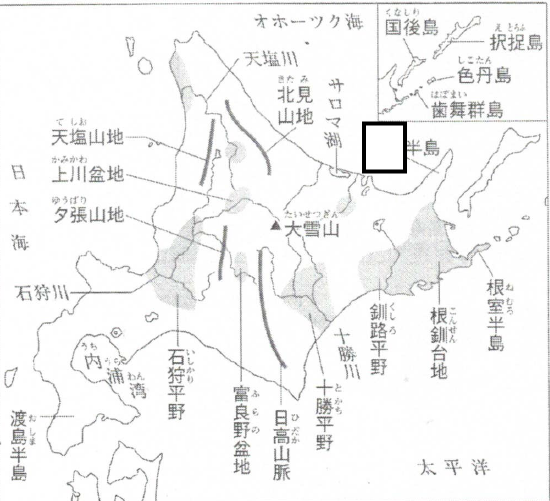 オホーツク海
くなしり
国後島
え とろふ
択捉島
しこたん
色丹島
はぼまい
歯舞群島
天塩川
きた み
北見
山地
サロマ湖
半島
て しお
天塩山地
かみかわ
上川盆地
ゆうばり
夕張山地
日本海
たいせつざん
大雪山
石狩川
うち うら わん
内浦湾
お しま
渡島半島
いしかり
石狩平野
ふらの
富良野盆地
ひ だか
日高山脈
と かち
十勝平野
十勝川
くしろ
釧路平野
こんせん
根釧台地
ね むろ
根室半島
太平洋